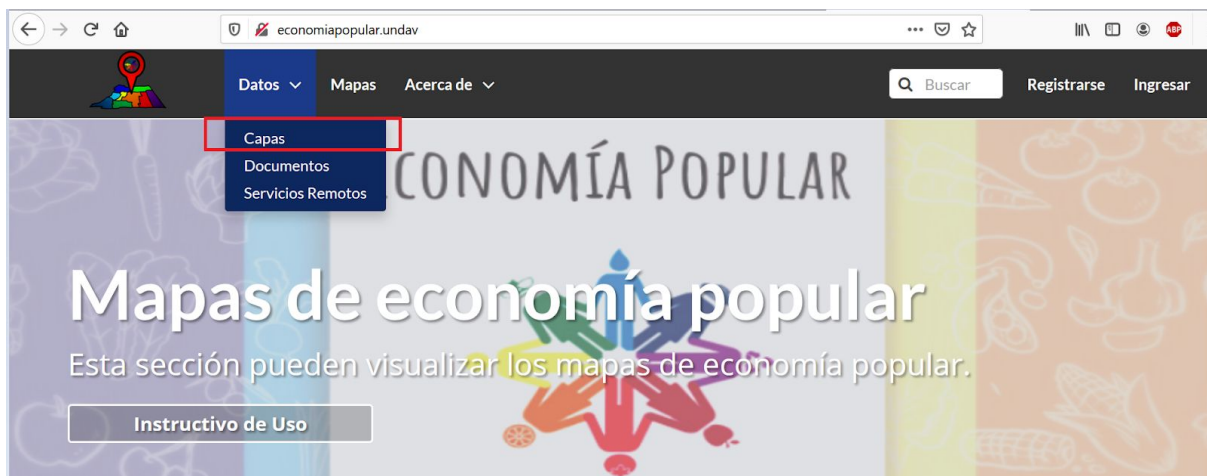 economiapopular.undav
ABP
Datos Mapas Acerca de Buscar Registrarse Ingresar
Capas
Documentos
Servicios Remotos
CONOMÍA POPULAR
Mapas de economía popular
Esta sección pueden visualizar los mapas de economía popular.
Instructivo de Uso